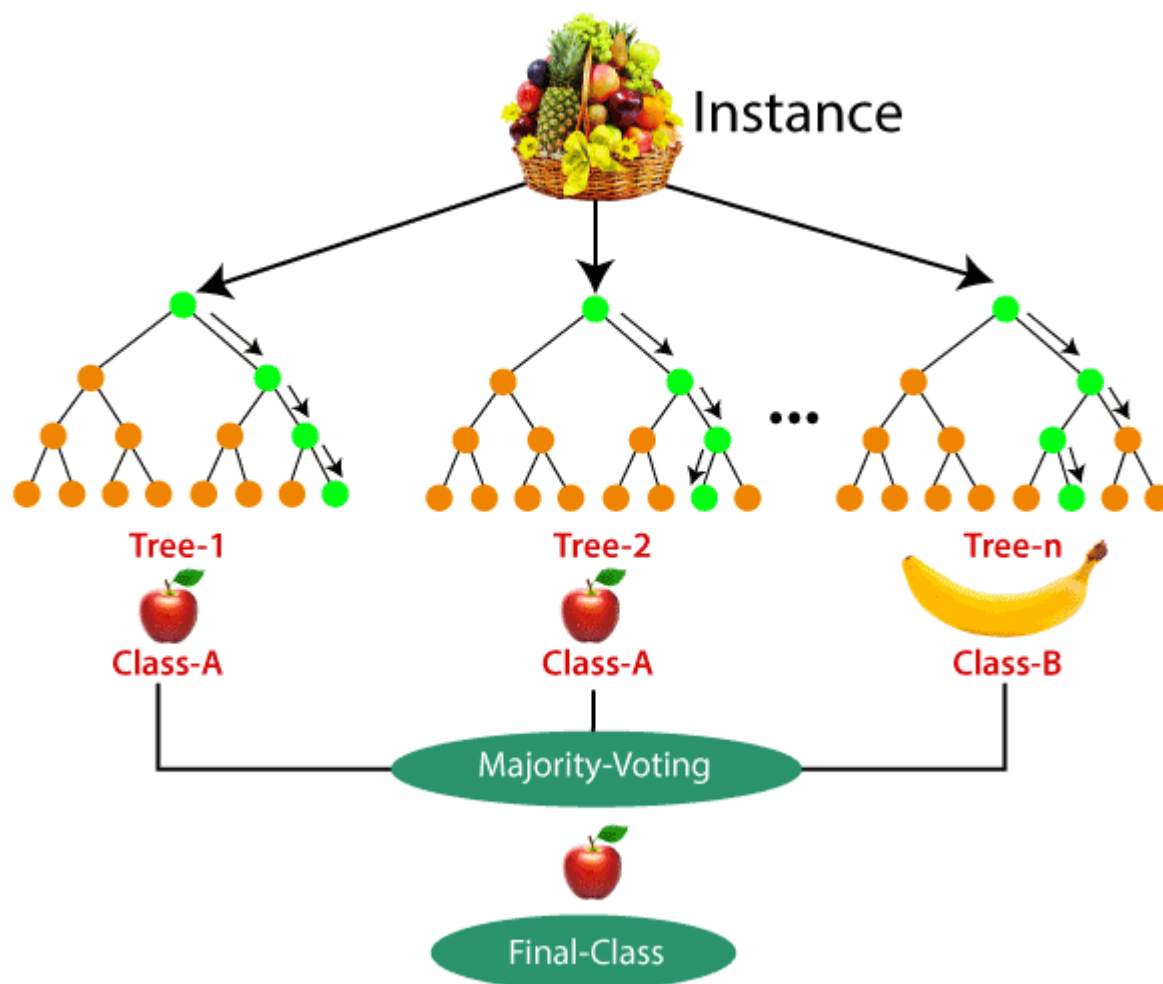 Instance
...
Tree-1
Tree-2
Tree-n
Class-A
Class-A
Class-B
Majority-Voting
Final-Class